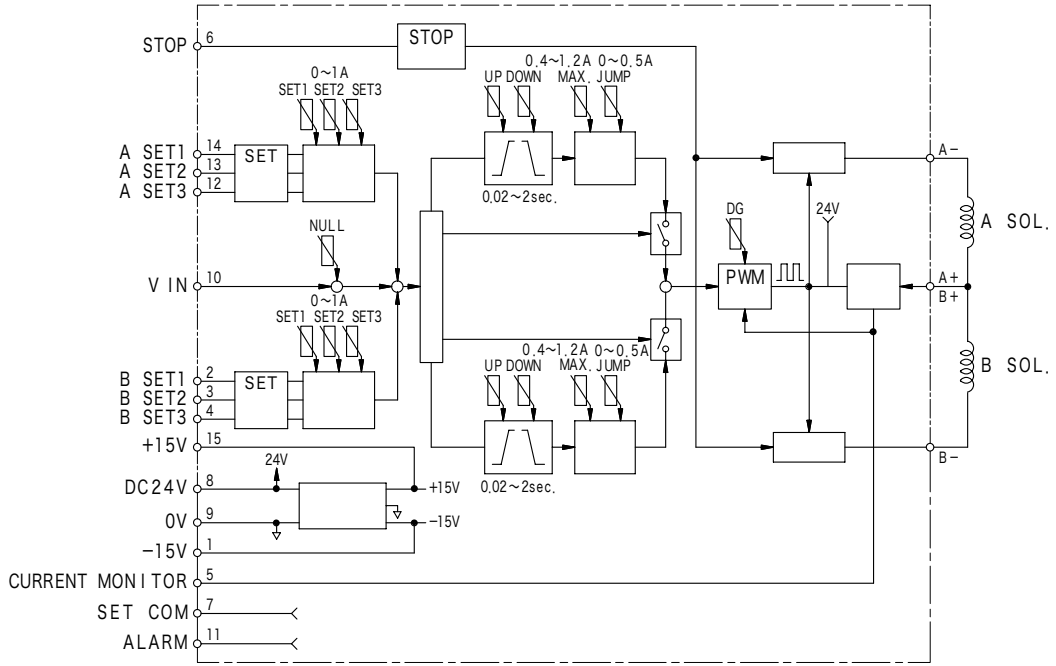 STOP 6 STOP
0.4~1.2A 0~0.5A
UP DOWN MAX. JUMP
0~1A
SET1 SET2 SET3
A SET1 14 SET
A SET2 13
A SET3 12
0.02~2sec.
A-
A SOL.
NULL
DG
24V
V IN 10
PWM
A+
B+
0~1A
SET1 SET2 SET3
0.4~1.2A 0~0.5A
UP DOWN MAX. JUMP
B SOL.
B SET1 2 SET
B SET2 3
B SET3 4
+15V 15
B-
24V
0.02~2sec.
DC24V 8 +15V
0V 9 -15V
-15V 1
CURRENT MONITOR 5
SET COM 7
ALARM 11